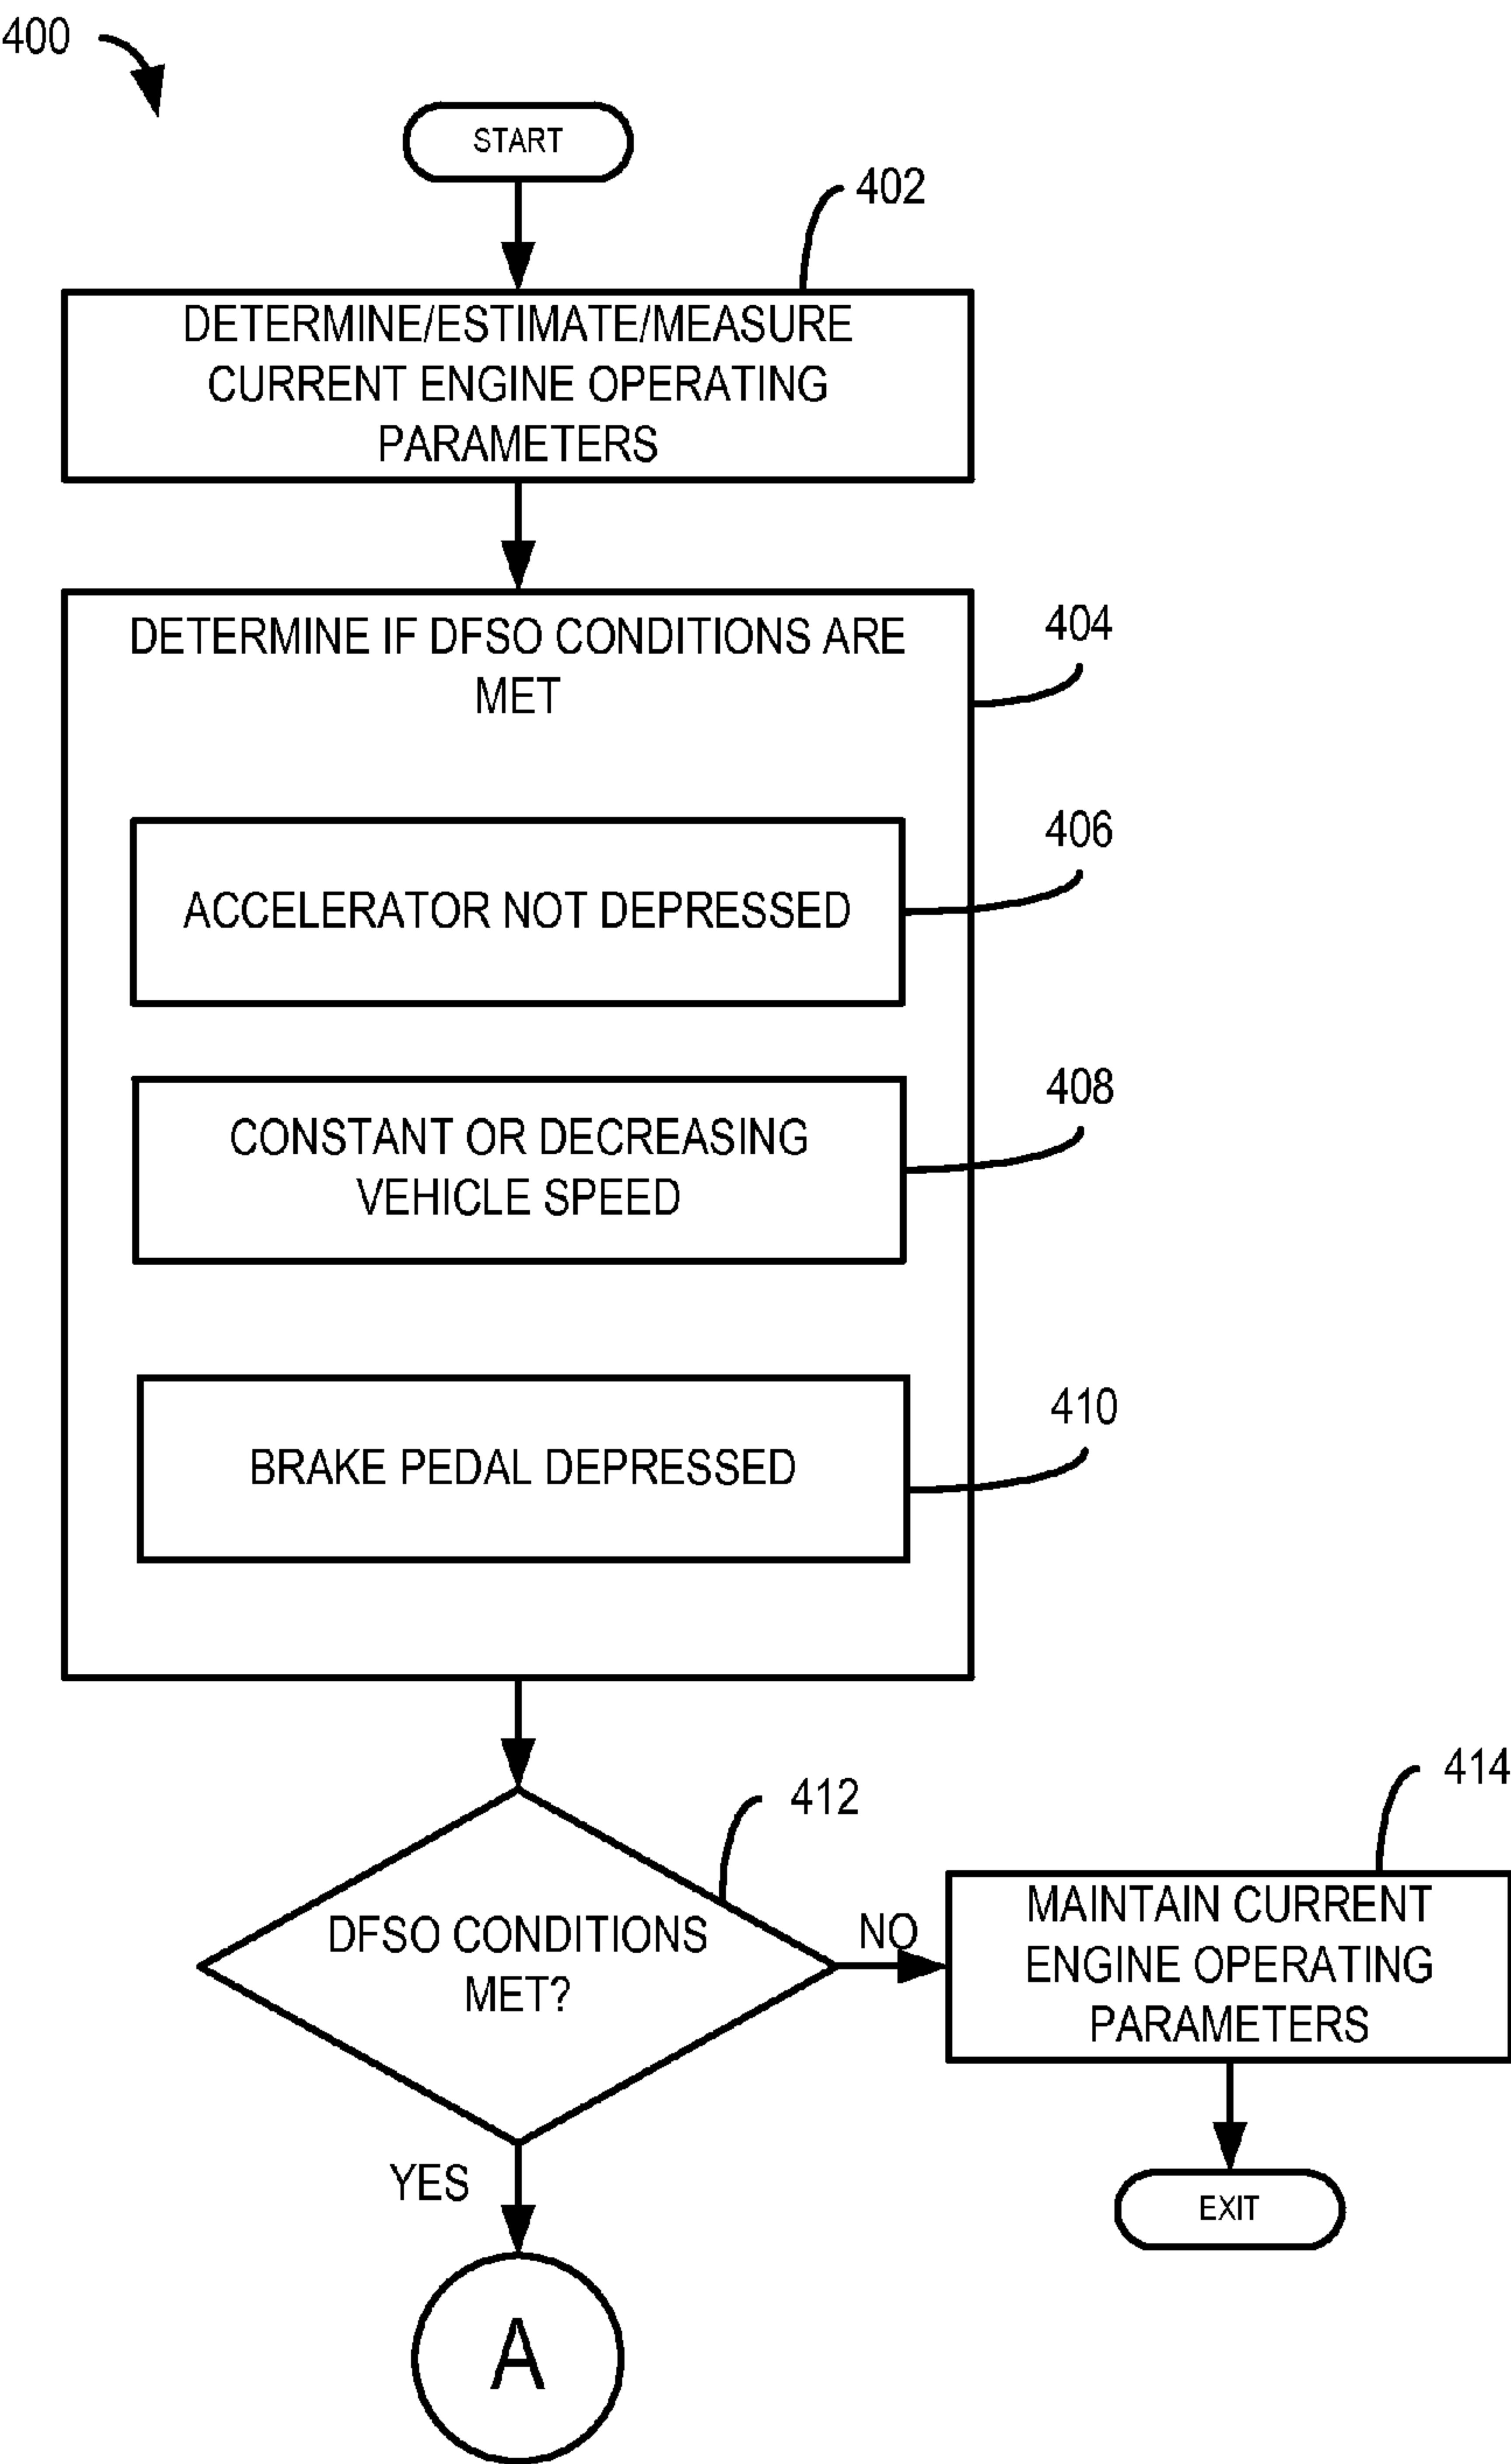 400
START
402
DETERMINE/ESTIMATE/MEASURE
CURRENT ENGINE OPERATING
PARAMETERS
DETERMINE IF DFSO CONDITIONS ARE
MET
404
406
ACCELERATOR NOT DEPRESSED
408
CONSTANT OR DECREASING
VEHICLE SPEED
410
BRAKE PEDAL DEPRESSED
412
414
DFSO CONDITIONS
MET?
NO
MAINTAIN CURRENT
ENGINE OPERATING
PARAMETERS
YES
EXIT
A